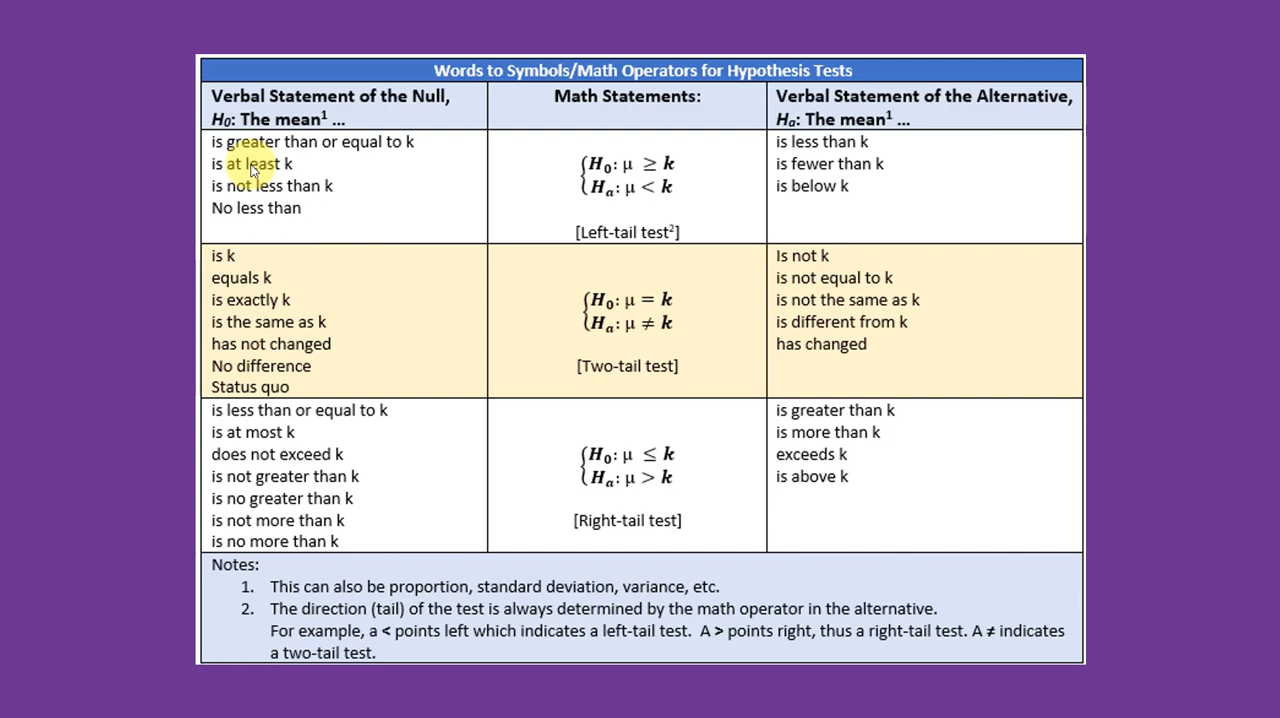 Words to Symbols/Math Operators for Hypothesis Tests
Verbal Statement of the Null,
H₀: The mean¹ ...
Math Statements:
Verbal Statement of the Alternative,
Hₐ: The mean¹ ...
is greater than or equal to k
is at least k
is not less than k
No less than
H₀: μ ≥ k
Hₐ: μ < k
[Left-tail test²]
is less than k
is fewer than k
is below k
is k
equals k
is exactly k
is the same as k
has not changed
No difference
Status quo
H₀: μ = k
Hₐ: μ ≠ k
[Two-tail test]
Is not k
is not equal to k
is not the same as k
is different from k
has changed
is less than or equal to k
is at most k
does not exceed k
is not greater than k
is no greater than k
is not more than k
is no more than k
H₀: μ ≤ k
Hₐ: μ > k
[Right-tail test]
is greater than k
is more than k
exceeds k
is above k
Notes:
1. This can also be proportion, standard deviation, variance, etc.
2. The direction (tail) of the test is always determined by the math operator in the alternative.
For example, a < points left which indicates a left-tail test. A > points right, thus a right-tail test. A ≠ indicates
a two-tail test.